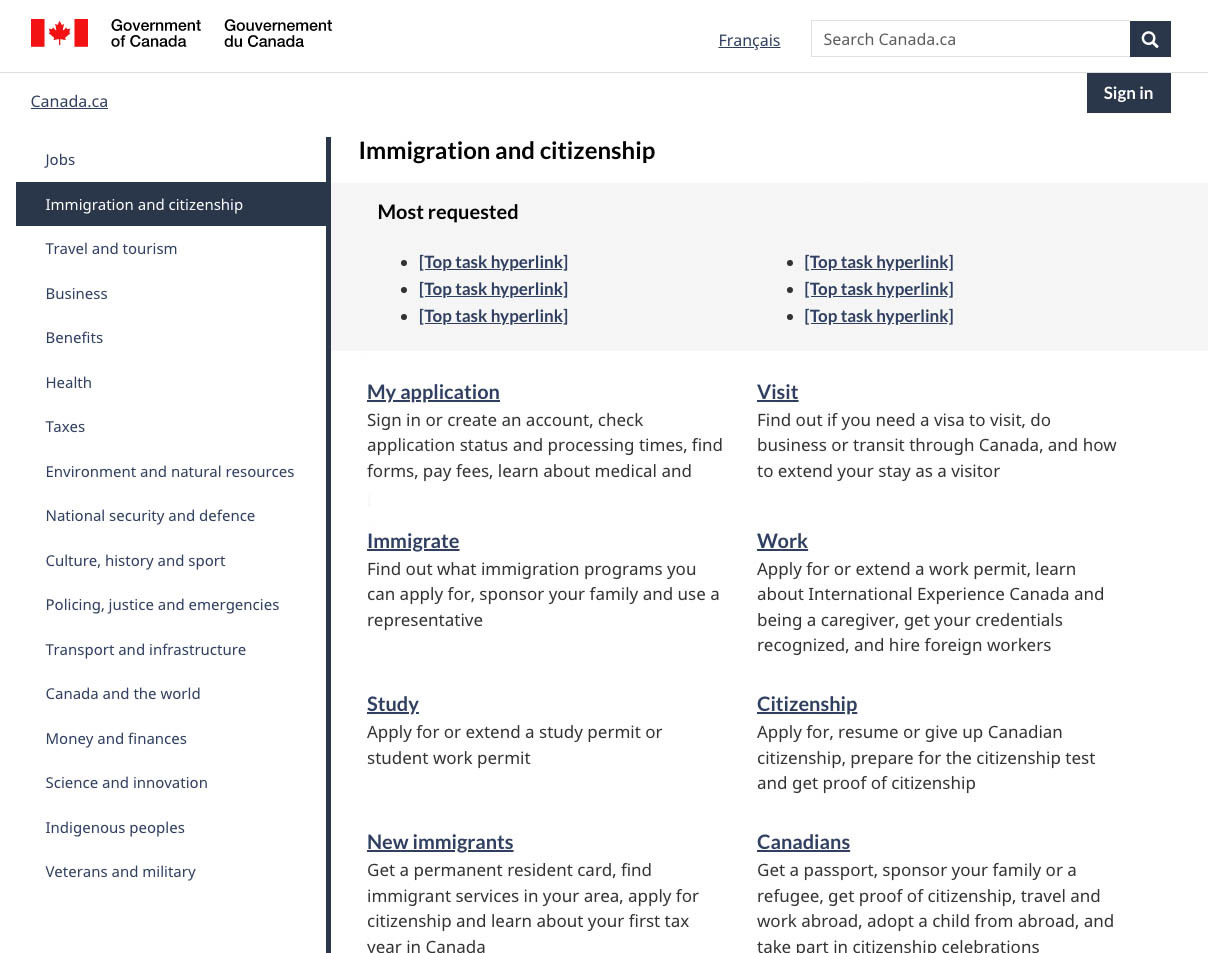 Government of Canada
Gouvernement du Canada
Français
Search Canada.ca
Canada.ca
Sign in
Jobs
Immigration and citizenship
Travel and tourism
Business
Benefits
Health
Taxes
Environment and natural resources
National security and defence
Culture, history and sport
Policing, justice and emergencies
Transport and infrastructure
Canada and the world
Money and finances
Science and innovation
Indigenous peoples
Veterans and military
Immigration and citizenship
Most requested
[Top task hyperlink]
[Top task hyperlink]
[Top task hyperlink]
[Top task hyperlink]
[Top task hyperlink]
[Top task hyperlink]
My application
Sign in or create an account, check
application status and processing times, find
forms, pay fees, learn about medical and
Visit
Find out if you need a visa to visit, do
business or transit through Canada, and how
to extend your stay as a visitor
Immigrate
Find out what immigration programs you
can apply for, sponsor your family and use a
representative
Work
Apply for or extend a work permit, learn
about International Experience Canada and
being a caregiver, get your credentials
recognized, and hire foreign workers
Study
Apply for or extend a study permit or
student work permit
Citizenship
Apply for, resume or give up Canadian
citizenship, prepare for the citizenship test
and get proof of citizenship
New immigrants
Get a permanent resident card, find
immigrant services in your area, apply for
citizenship and learn about your first tax
year in Canada
Canadians
Get a passport, sponsor your family or a
refugee, get proof of citizenship, travel and
work abroad, adopt a child from abroad, and
take part in citizenship celebrations